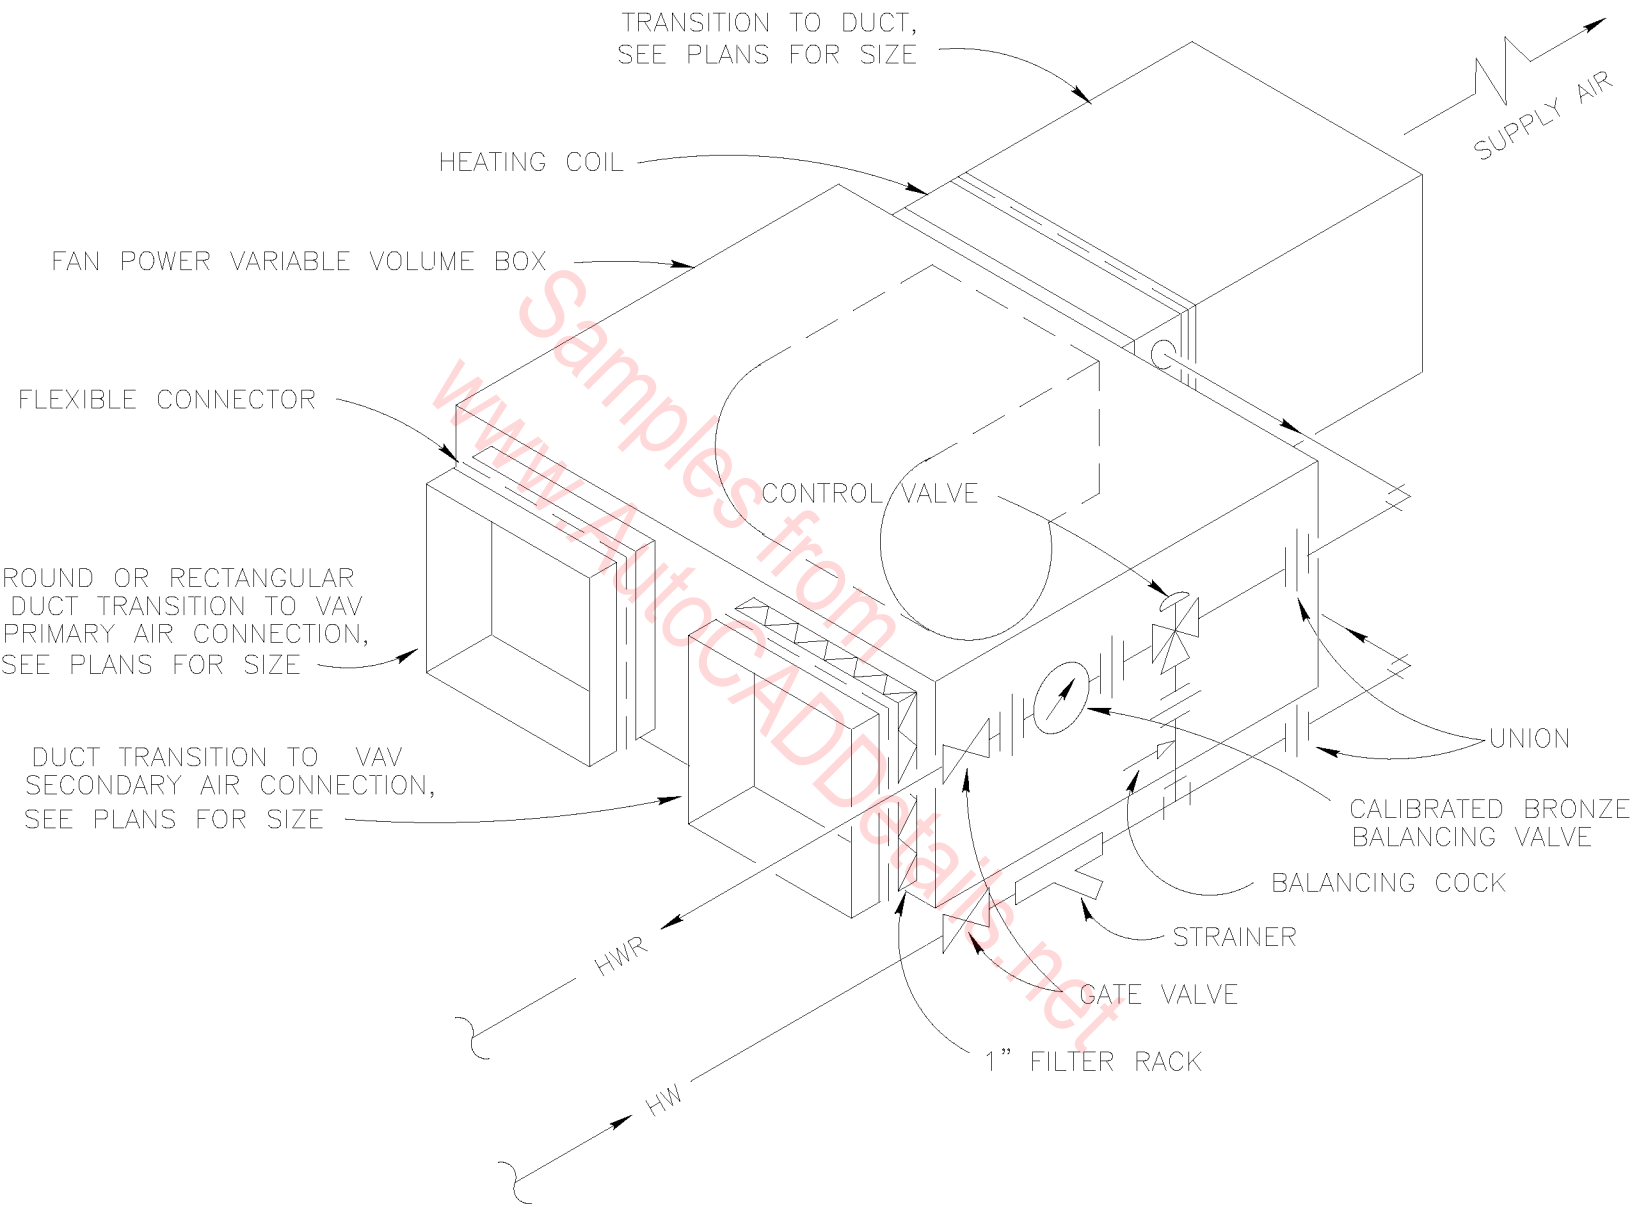 TRANSITION TO DUCT,
SEE PLANS FOR SIZE
SUPPLY AIR
HEATING COIL
FAN POWER VARIABLE VOLUME BOX
FLEXIBLE CONNECTOR
CONTROL VALVE
ROUND OR RECTANGULAR
DUCT TRANSITION TO VAV
PRIMARY AIR CONNECTION,
SEE PLANS FOR SIZE
DUCT TRANSITION TO VAV
SECONDARY AIR CONNECTION,
SEE PLANS FOR SIZE
UNION
CALIBRATED BRONZE
BALANCING VALVE
BALANCING COCK
STRAINER
GATE VALVE
1” FILTER RACK
HWR
HW
Samples from
www.AutoCADDetails.net